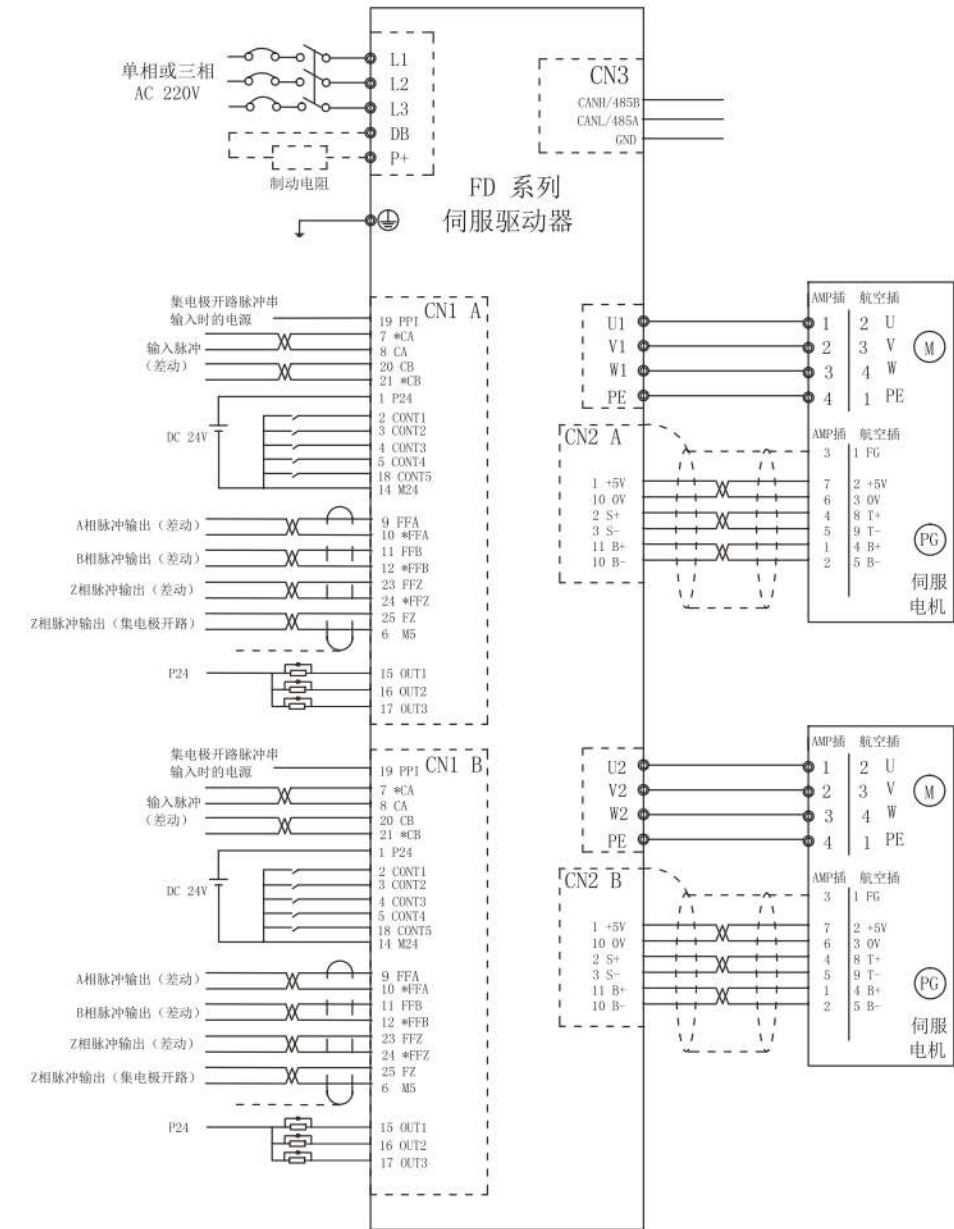 单相或三相
AC 220V
L1
L2
L3
DB
P+
制动电阻
CN3
CANH/485B
CANL/485A
GND
FD 系列
伺服驱动器
集电极开路脉冲串
输入时的电源
输入脉冲
（差动）
DC 24V
A相脉冲输出（差动）
B相脉冲输出（差动）
Z相脉冲输出（差动）
Z相脉冲输出（集电极开路）
P24
CN1 A
19 PPI
7 *CA
8 CA
20 CB
21 *CB
1 P24
2 CONT1
3 CONT2
4 CONT3
5 CONT4
18 CONT5
14 M24
9 FFA
10 *FFA
11 FFB
12 *FFB
23 FFZ
24 *FFZ
25 FZ
6 M5
15 OUT1
16 OUT2
17 OUT3
U1
V1
W1
PE
CN2 A
1 +5V
10 0V
2 S+
3 S-
11 B+
10 B-
AMP插 航空插
1 2 U
2 3 V
3 4 W
4 1 PE
M
AMP插 航空插
3 1 FG
7 2 +5V
6 3 0V
4 8 T+
5 9 T-
1 4 B+
2 5 B-
PG
伺服
电机
集电极开路脉冲串
输入时的电源
输入脉冲
（差动）
DC 24V
A相脉冲输出（差动）
B相脉冲输出（差动）
Z相脉冲输出（差动）
Z相脉冲输出（集电极开路）
P24
CN1 B
19 PPI
7 *CA
8 CA
20 CB
21 *CB
1 P24
2 CONT1
3 CONT2
4 CONT3
5 CONT4
18 CONT5
14 M24
9 FFA
10 *FFA
11 FFB
12 *FFB
23 FFZ
24 *FFZ
25 FZ
6 M5
15 OUT1
16 OUT2
17 OUT3
U2
V2
W2
PE
CN2 B
1 +5V
10 0V
2 S+
3 S-
11 B+
10 B-
AMP插 航空插
1 2 U
2 3 V
3 4 W
4 1 PE
M
AMP插 航空插
3 1 FG
7 2 +5V
6 3 0V
4 8 T+
5 9 T-
1 4 B+
2 5 B-
PG
伺服
电机